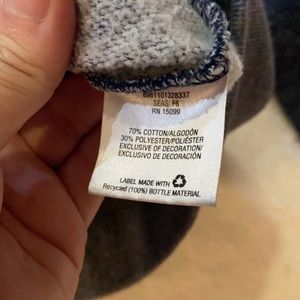 8961101328337
SEAS: F6
RN 15099
70% COTTON/ALGODÓN
30% POLYESTER/POLIÉSTER
EXCLUSIVE OF DECORATION/
EXCLUSIVO DE DECORACIÓN
LABEL MADE WITH
Recycled (100%) BOTTLE MATERIAL